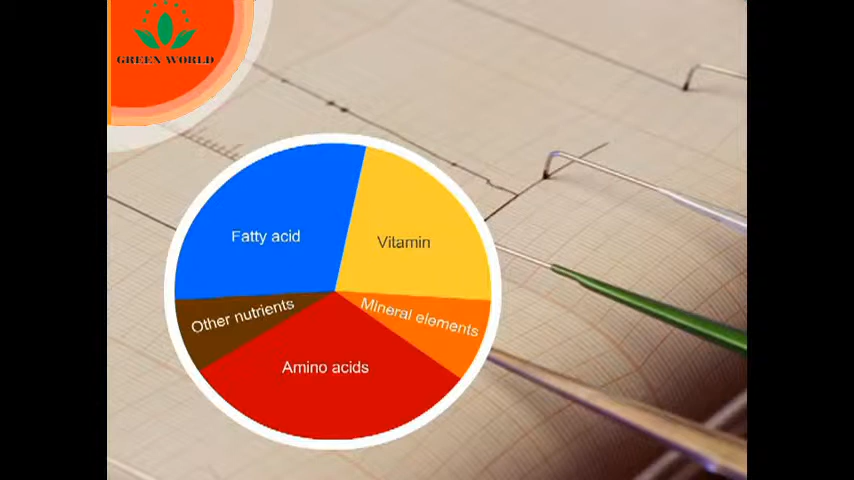 GREEN WORLD
Fatty acid
Vitamin
Other nutrients
Mineral elements
Amino acids